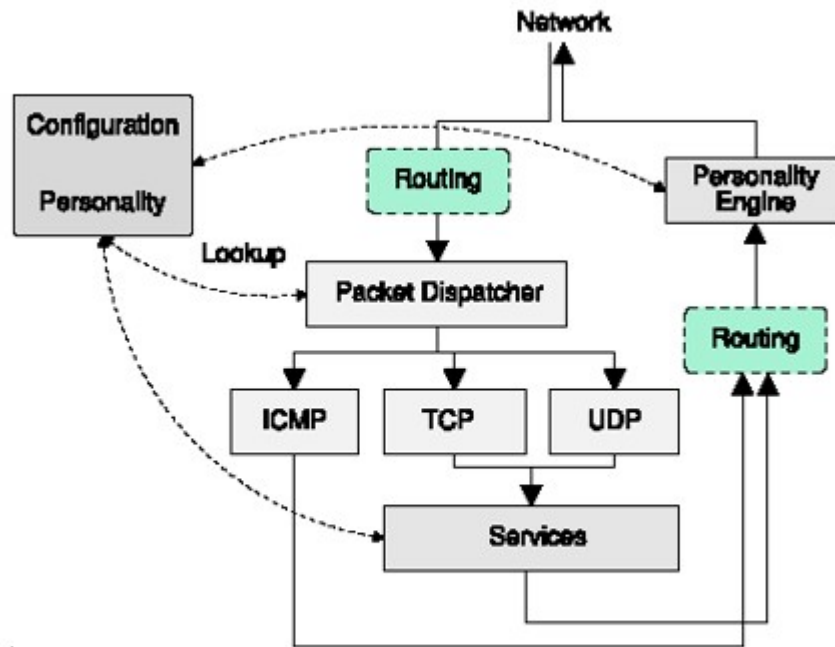 Network
Configuration
Personality
Routing
Personality
Engine
Lookup
Packet Dispatcher
Routing
ICMP
TCP
UDP
Services